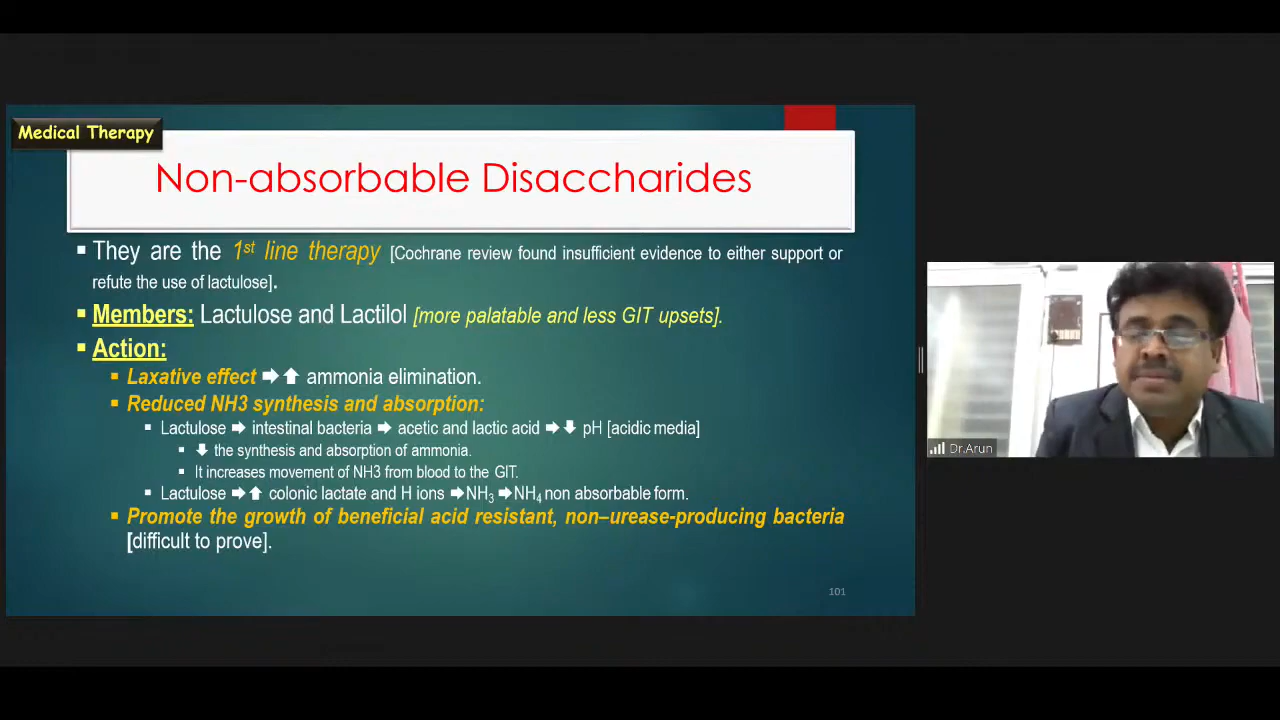 Medical Therapy
Non-absorbable Disaccharides
▪ They are the 1st line therapy [Cochrane review found insufficient evidence to either support or
refute the use of lactulose].
▪ Members: Lactulose and Lactilol [more palatable and less GIT upsets].
▪ Action:
▪ Laxative effect ➡⬆ ammonia elimination.
▪ Reduced NH3 synthesis and absorption:
▪ Lactulose ➡ intestinal bacteria ➡ acetic and lactic acid ➡⬇ pH [acidic media]
▪ ⬇ the synthesis and absorption of ammonia.
▪ It increases movement of NH3 from blood to the GIT.
▪ Lactulose ➡⬆ colonic lactate and H ions ➡NH₃ ➡NH₄ non absorbable form.
▪ Promote the growth of beneficial acid resistant, non–urease-producing bacteria
[difficult to prove].
101
Dr.Arun